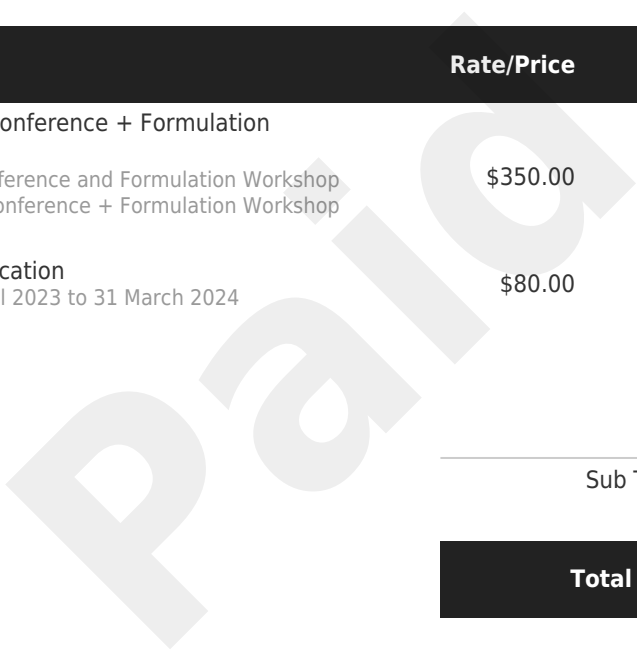 Rate/Price
onference + Formulation
ference and Formulation Workshop
onference + Formulation Workshop
$350.00
cation
l 2023 to 31 March 2024
$80.00
Sub
Total
Paid